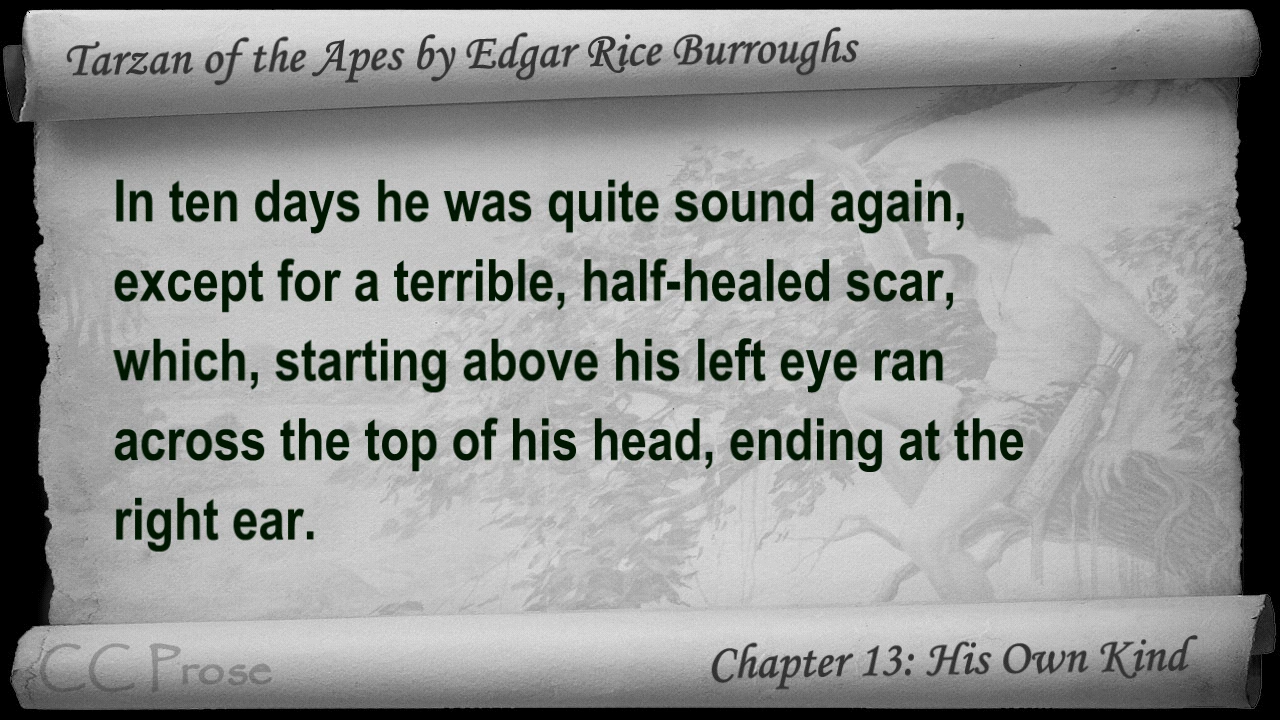 Tarzan of the Apes by Edgar Rice Burroughs
In ten days he was quite sound again,
except for a terrible, half-healed scar,
which, starting above his left eye ran
across the top of his head, ending at the
right ear.
CC Prose
Chapter 13: His Own Kind